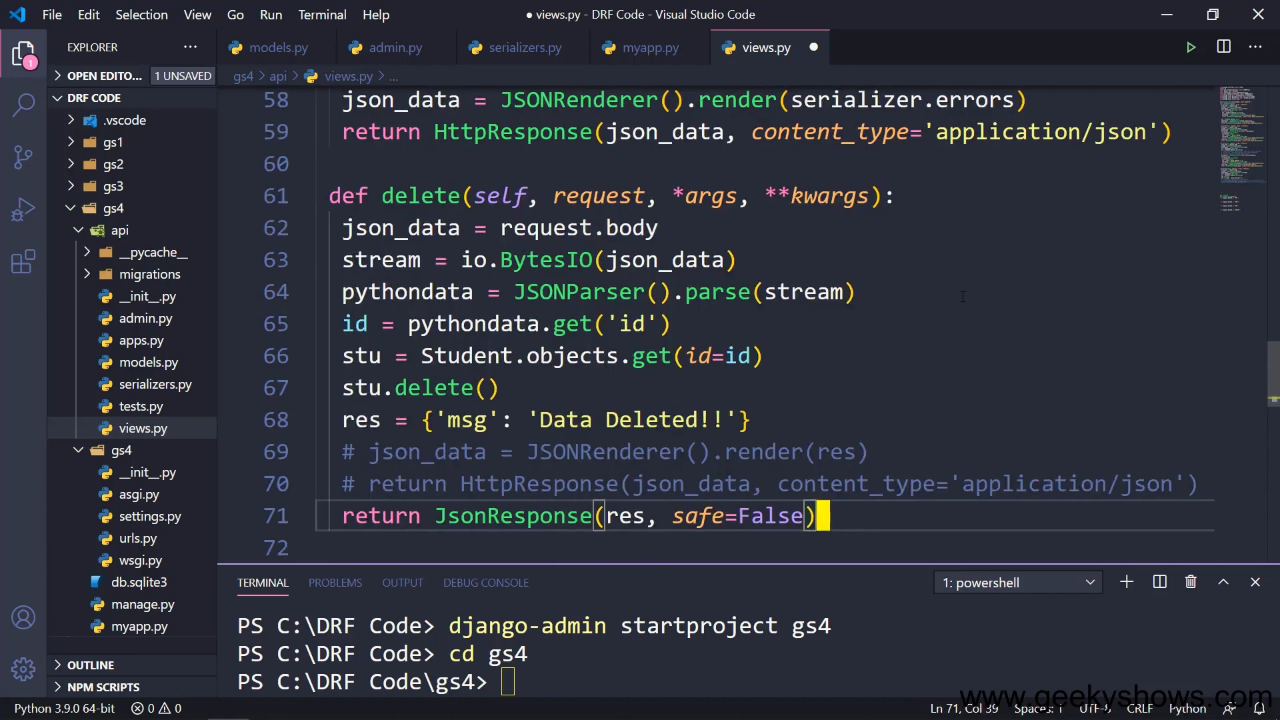 File Edit Selection View Go Run Terminal Help ● views.py - DRF Code - Visual Studio Code
EXPLORER ···
models.py admin.py serializers.py myapp.py views.py ●
OPEN EDITO... 1 UNSAVED
gs4 > api > views.py > ...
DRF CODE
.vscode
gs1
gs2
gs3
gs4
api
__pycache__
migrations
__init__.py
admin.py
apps.py
models.py
serializers.py
tests.py
views.py
gs4
__init__.py
asgi.py
settings.py
urls.py
wsgi.py
db.sqlite3
manage.py
myapp.py
OUTLINE
NPM SCRIPTS
1
58 json_data = JSONRenderer().render(serializer.errors)
59 return HttpResponse(json_data, content_type='application/json')
60
61 def delete(self, request, *args, **kwargs):
62 json_data = request.body
63 stream = io.BytesIO(json_data)
64 pythondata = JSONParser().parse(stream)
65 id = pythondata.get('id')
66 stu = Student.objects.get(id=id)
67 stu.delete()
68 res = {'msg': 'Data Deleted!!'}
69 # json_data = JSONRenderer().render(res)
70 # return HttpResponse(json_data, content_type='application/json')
71 return JsonResponse(res, safe=False)
72
TERMINAL PROBLEMS OUTPUT DEBUG CONSOLE 1: powershell
PS C:\DRF Code> django-admin startproject gs4
PS C:\DRF Code> cd gs4
PS C:\DRF Code\gs4>
www.geekyshows.com
Python 3.9.0 64-bit 0 0 Ln 71, Col 39 Spaces: 1 UTF-8 CRLF Python